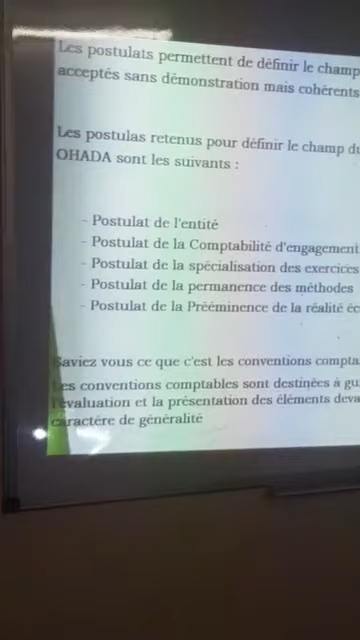 Les postulats permettent de définir le champ
acceptés sans démonstration mais cohérents
Les postulas retenus pour définir le champ du
OHADA sont les suivants :
- Postulat de l'entité
- Postulat de la Comptabilité d'engagement
- Postulat de la spécialisation des exercices
- Postulat de la permanence des méthodes
- Postulat de la Prééminence de la réalité éc
Saviez vous ce que c'est les conventions compta
Les conventions comptables sont destinées à gu
l'évaluation et la présentation des éléments deva
caractère de généralité